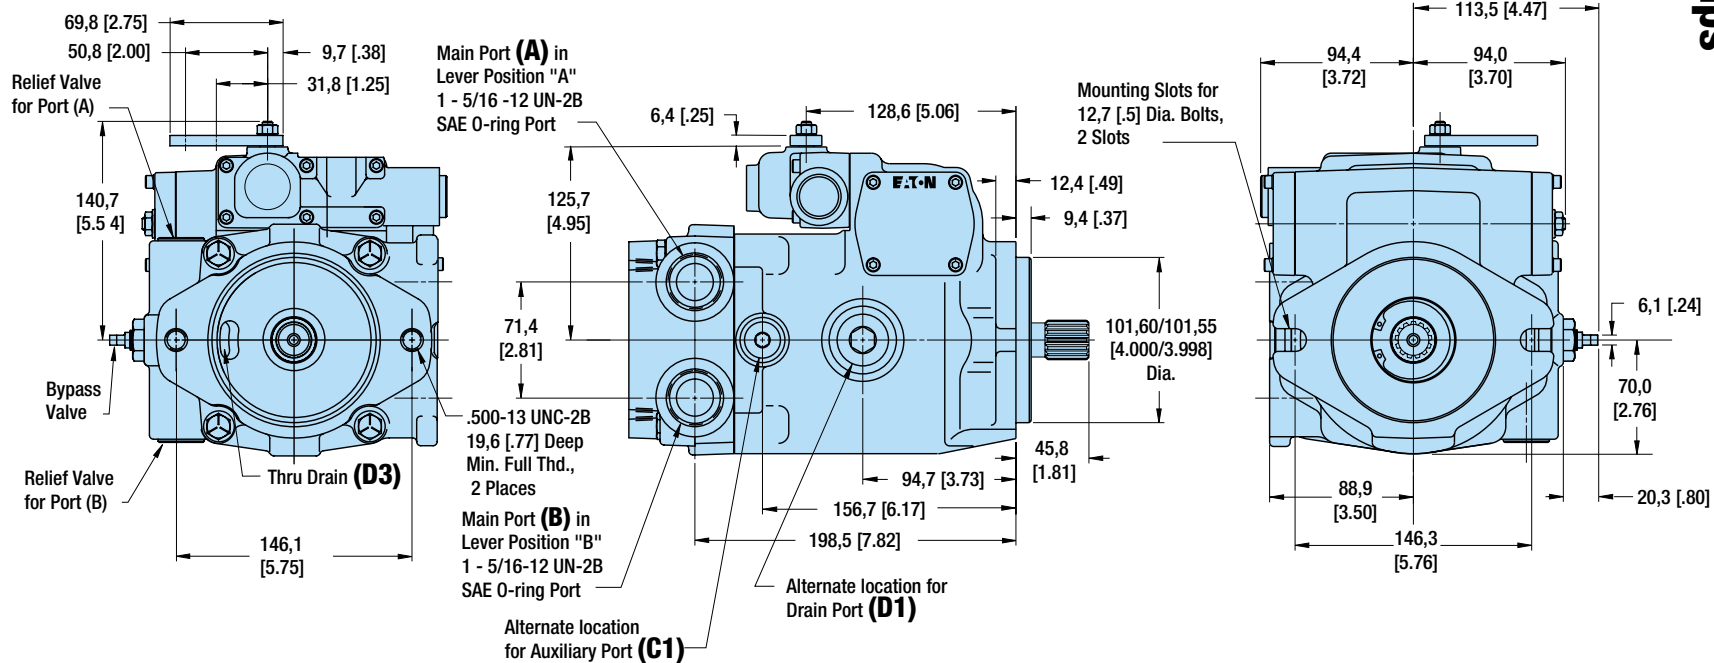 69,8 [2.75]
50,8 [2.00]
9,7 [.38]
31,8 [1.25]
Relief Valve
for Port (A)
140,7
[5.5 4]
Bypass
Valve
Relief Valve
for Port (B)
Thru Drain (D3)
146,1
[5.75]
.500-13 UNC-2B
19,6 [.77] Deep
Min. Full Thd.,
2 Places
Main Port (A) in
Lever Position "A"
1 - 5/16 -12 UN-2B
SAE O-ring Port
6,4 [.25]
128,6 [5.06]
125,7
[4.95]
EATON
12,4 [.49]
9,4 [.37]
71,4
[2.81]
101,60/101,55
[4.000/3.998]
Dia.
45,8
[1.81]
94,7 [3.73]
156,7 [6.17]
198,5 [7.82]
Main Port (B) in
Lever Position "B"
1 - 5/16-12 UN-2B
SAE O-ring Port
Alternate location for
Drain Port (D1)
Alternate location
for Auxiliary Port (C1)
Mounting Slots for
12,7 [.5] Dia. Bolts,
2 Slots
113,5 [4.47]
94,4
[3.72]
94,0
[3.70]
6,1 [.24]
70,0
[2.76]
88,9
[3.50]
20,3 [.80]
146,3
[5.76]